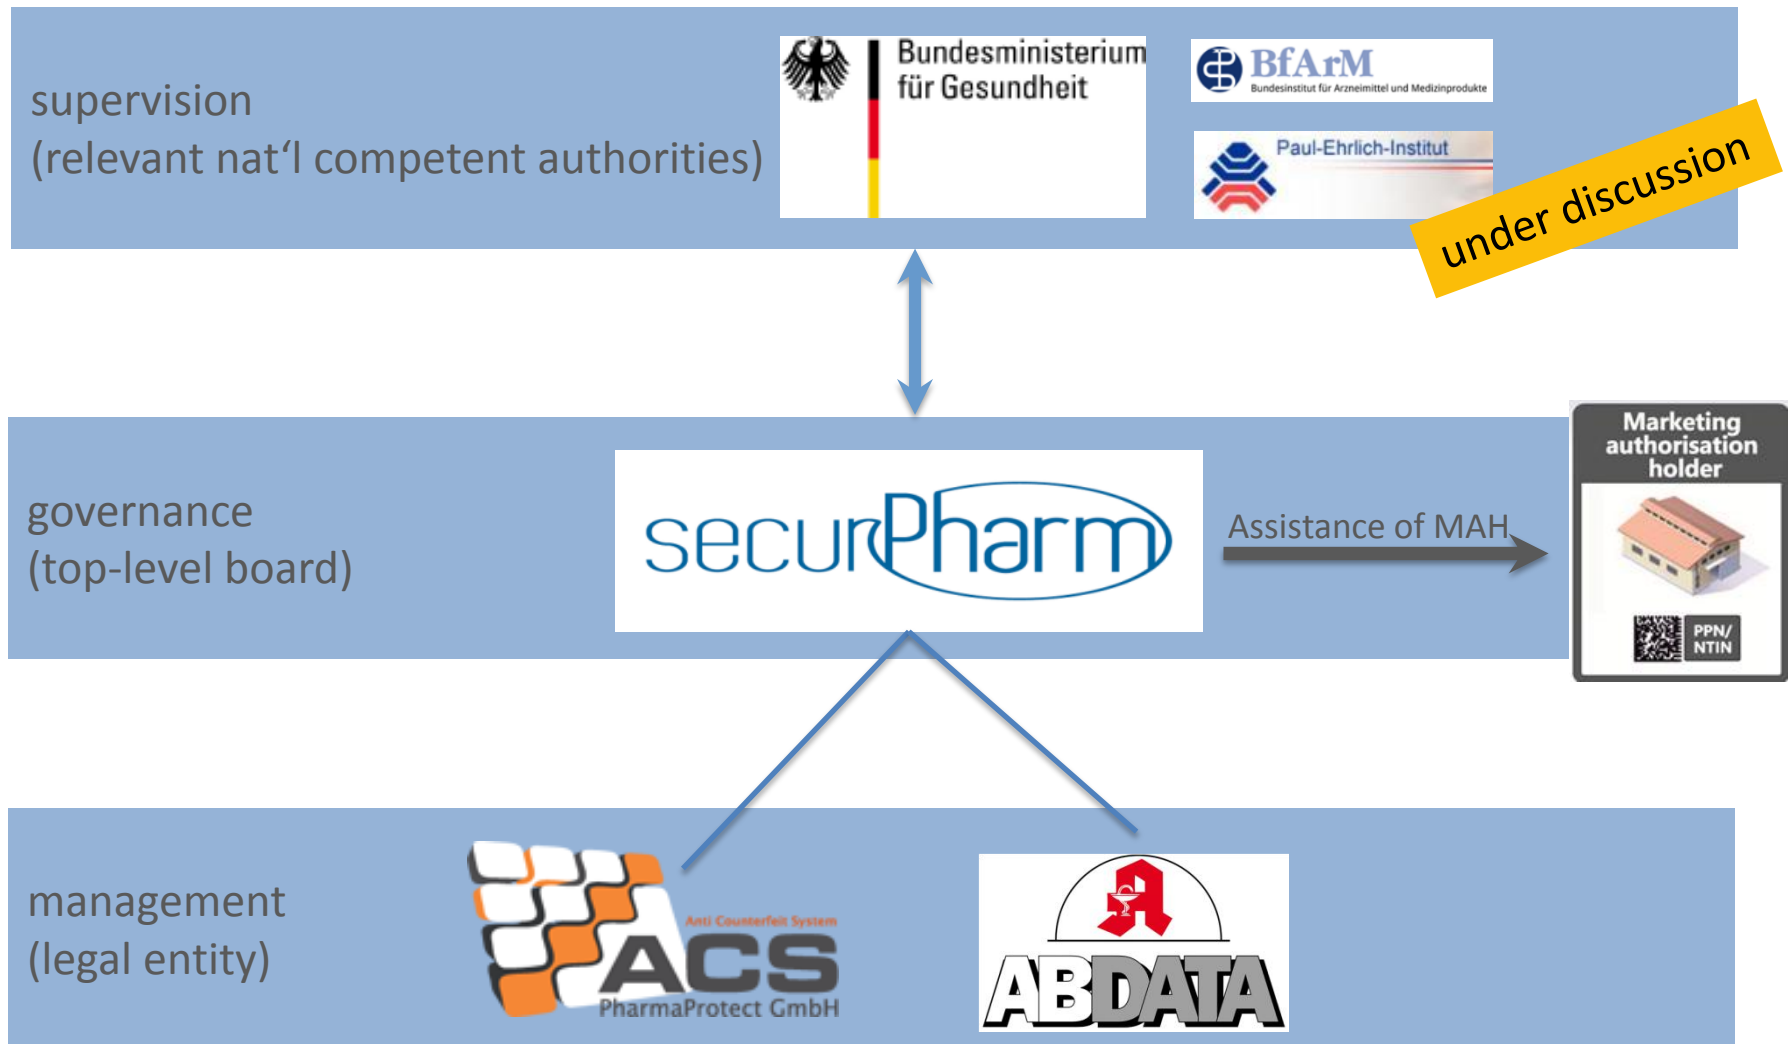 supervision
(relevant nat‘l competent authorities)
Bundesministerium
für Gesundheit
BfArM
Bundesinstitut für Arzneimittel und Medizinprodukte
Paul-Ehrlich-Institut
under discussion
governance
(top-level board)
securPharm
Assistance of MAH
Marketing
authorisation
holder
PPN/
NTIN
management
(legal entity)
Anti Counterfeit System
ACS
PharmaProtect GmbH
A
ABDATA